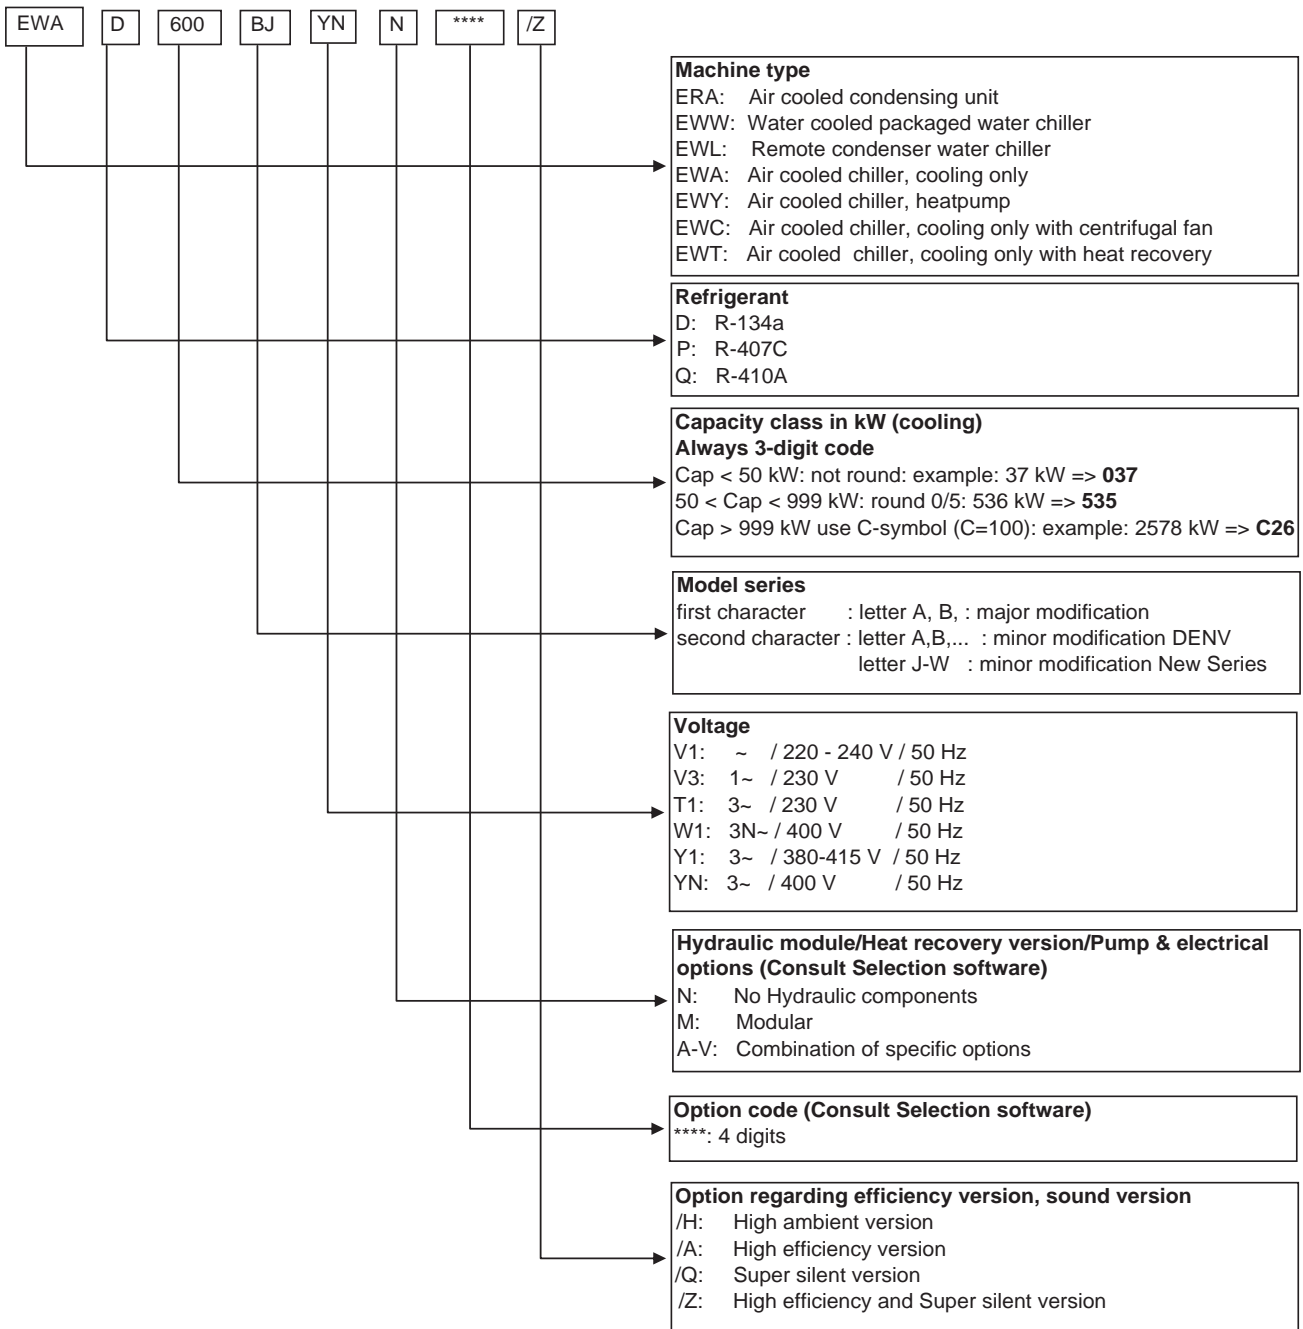 EWA D 600 BJ YN N **** /Z
Machine type
ERA: Air cooled condensing unit
EWW: Water cooled packaged water chiller
EWL: Remote condenser water chiller
EWA: Air cooled chiller, cooling only
EWY: Air cooled chiller, heatpump
EWC: Air cooled chiller, cooling only with centrifugal fan
EWT: Air cooled chiller, cooling only with heat recovery
Refrigerant
D: R-134a
P: R-407C
Q: R-410A
Capacity class in kW (cooling)
Always 3-digit code
Cap < 50 kW: not round: example: 37 kW => 037
50 < Cap < 999 kW: round 0/5: 536 kW => 535
Cap > 999 kW use C-symbol (C=100): example: 2578 kW => C26
Model series
first character : letter A, B, : major modification
second character : letter A,B,... : minor modification DENV
letter J-W : minor modification New Series
Voltage
V1: ~ / 220 - 240 V / 50 Hz
V3: 1~ / 230 V / 50 Hz
T1: 3~ / 230 V / 50 Hz
W1: 3N~ / 400 V / 50 Hz
Y1: 3~ / 380-415 V / 50 Hz
YN: 3~ / 400 V / 50 Hz
Hydraulic module/Heat recovery version/Pump & electrical
options (Consult Selection software)
N: No Hydraulic components
M: Modular
A-V: Combination of specific options
Option code (Consult Selection software)
****: 4 digits
Option regarding efficiency version, sound version
/H: High ambient version
/A: High efficiency version
/Q: Super silent version
/Z: High efficiency and Super silent version